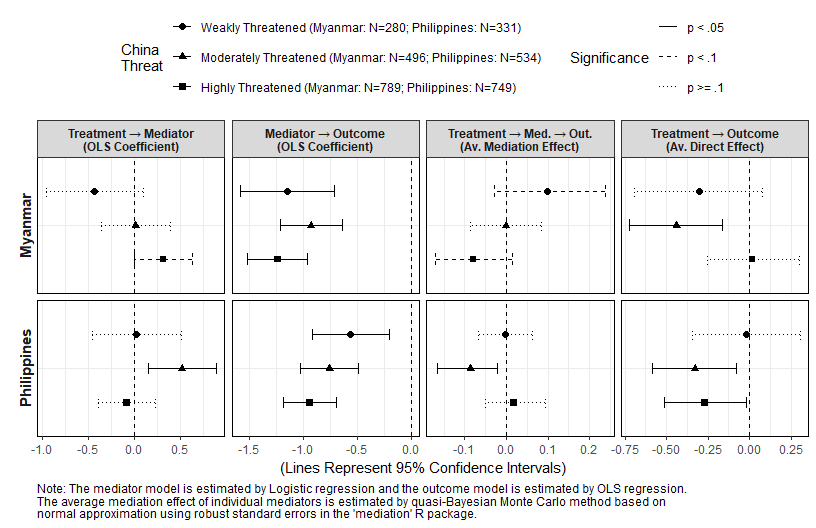 China
Threat
Weakly Threatened (Myanmar: N=280; Philippines: N=331)
Moderately Threatened (Myanmar: N=496; Philippines: N=534)
Highly Threatened (Myanmar: N=789; Philippines: N=749)
Significance
p < .05
p < .1
p >= .1
Treatment → Mediator
(OLS Coefficient)
Mediator → Outcome
(OLS Coefficient)
Treatment → Med. → Out.
(Av. Mediation Effect)
Treatment → Outcome
(Av. Direct Effect)
Myanmar
Philippines
-1.0 -0.5 0.0 0.5
-1.5 -1.0 -0.5 0.0
-0.1 0.0 0.1 0.2
-0.75 -0.50 -0.25 0.00 0.25
(Lines Represent 95% Confidence Intervals)
Note: The mediator model is estimated by Logistic regression and the outcome model is estimated by OLS regression.
The average mediation effect of individual mediators is estimated by quasi-Bayesian Monte Carlo method based on
normal approximation using robust standard errors in the 'mediation' R package.